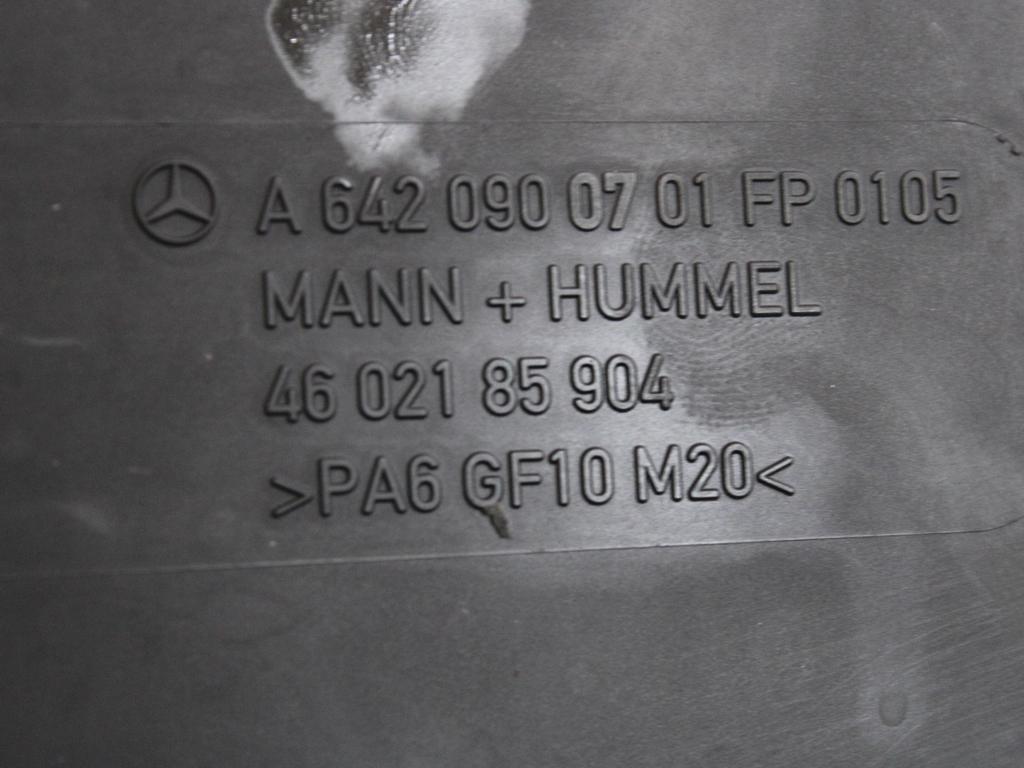 A 642 090 07 01 FP 0105
MANN + HUMMEL
46 021 85 904
>PA6 GF10 M20<